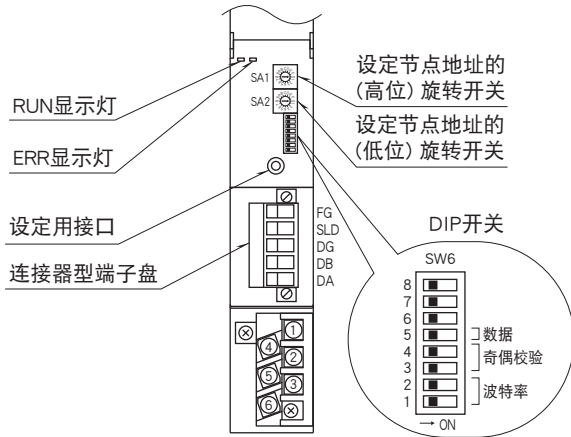 SA1
SA2
设定节点地址的
(高位) 旋转开关
设定节点地址的
(低位) 旋转开关
RUN显示灯
ERR显示灯
设定用接口
连接器型端子盘
FG
SLD
DG
DB
DA
1
4
2
5
3
6
DIP开关
SW6
8
7
6
5
4
3
2
1
数据
奇偶校验
波特率
→ ON